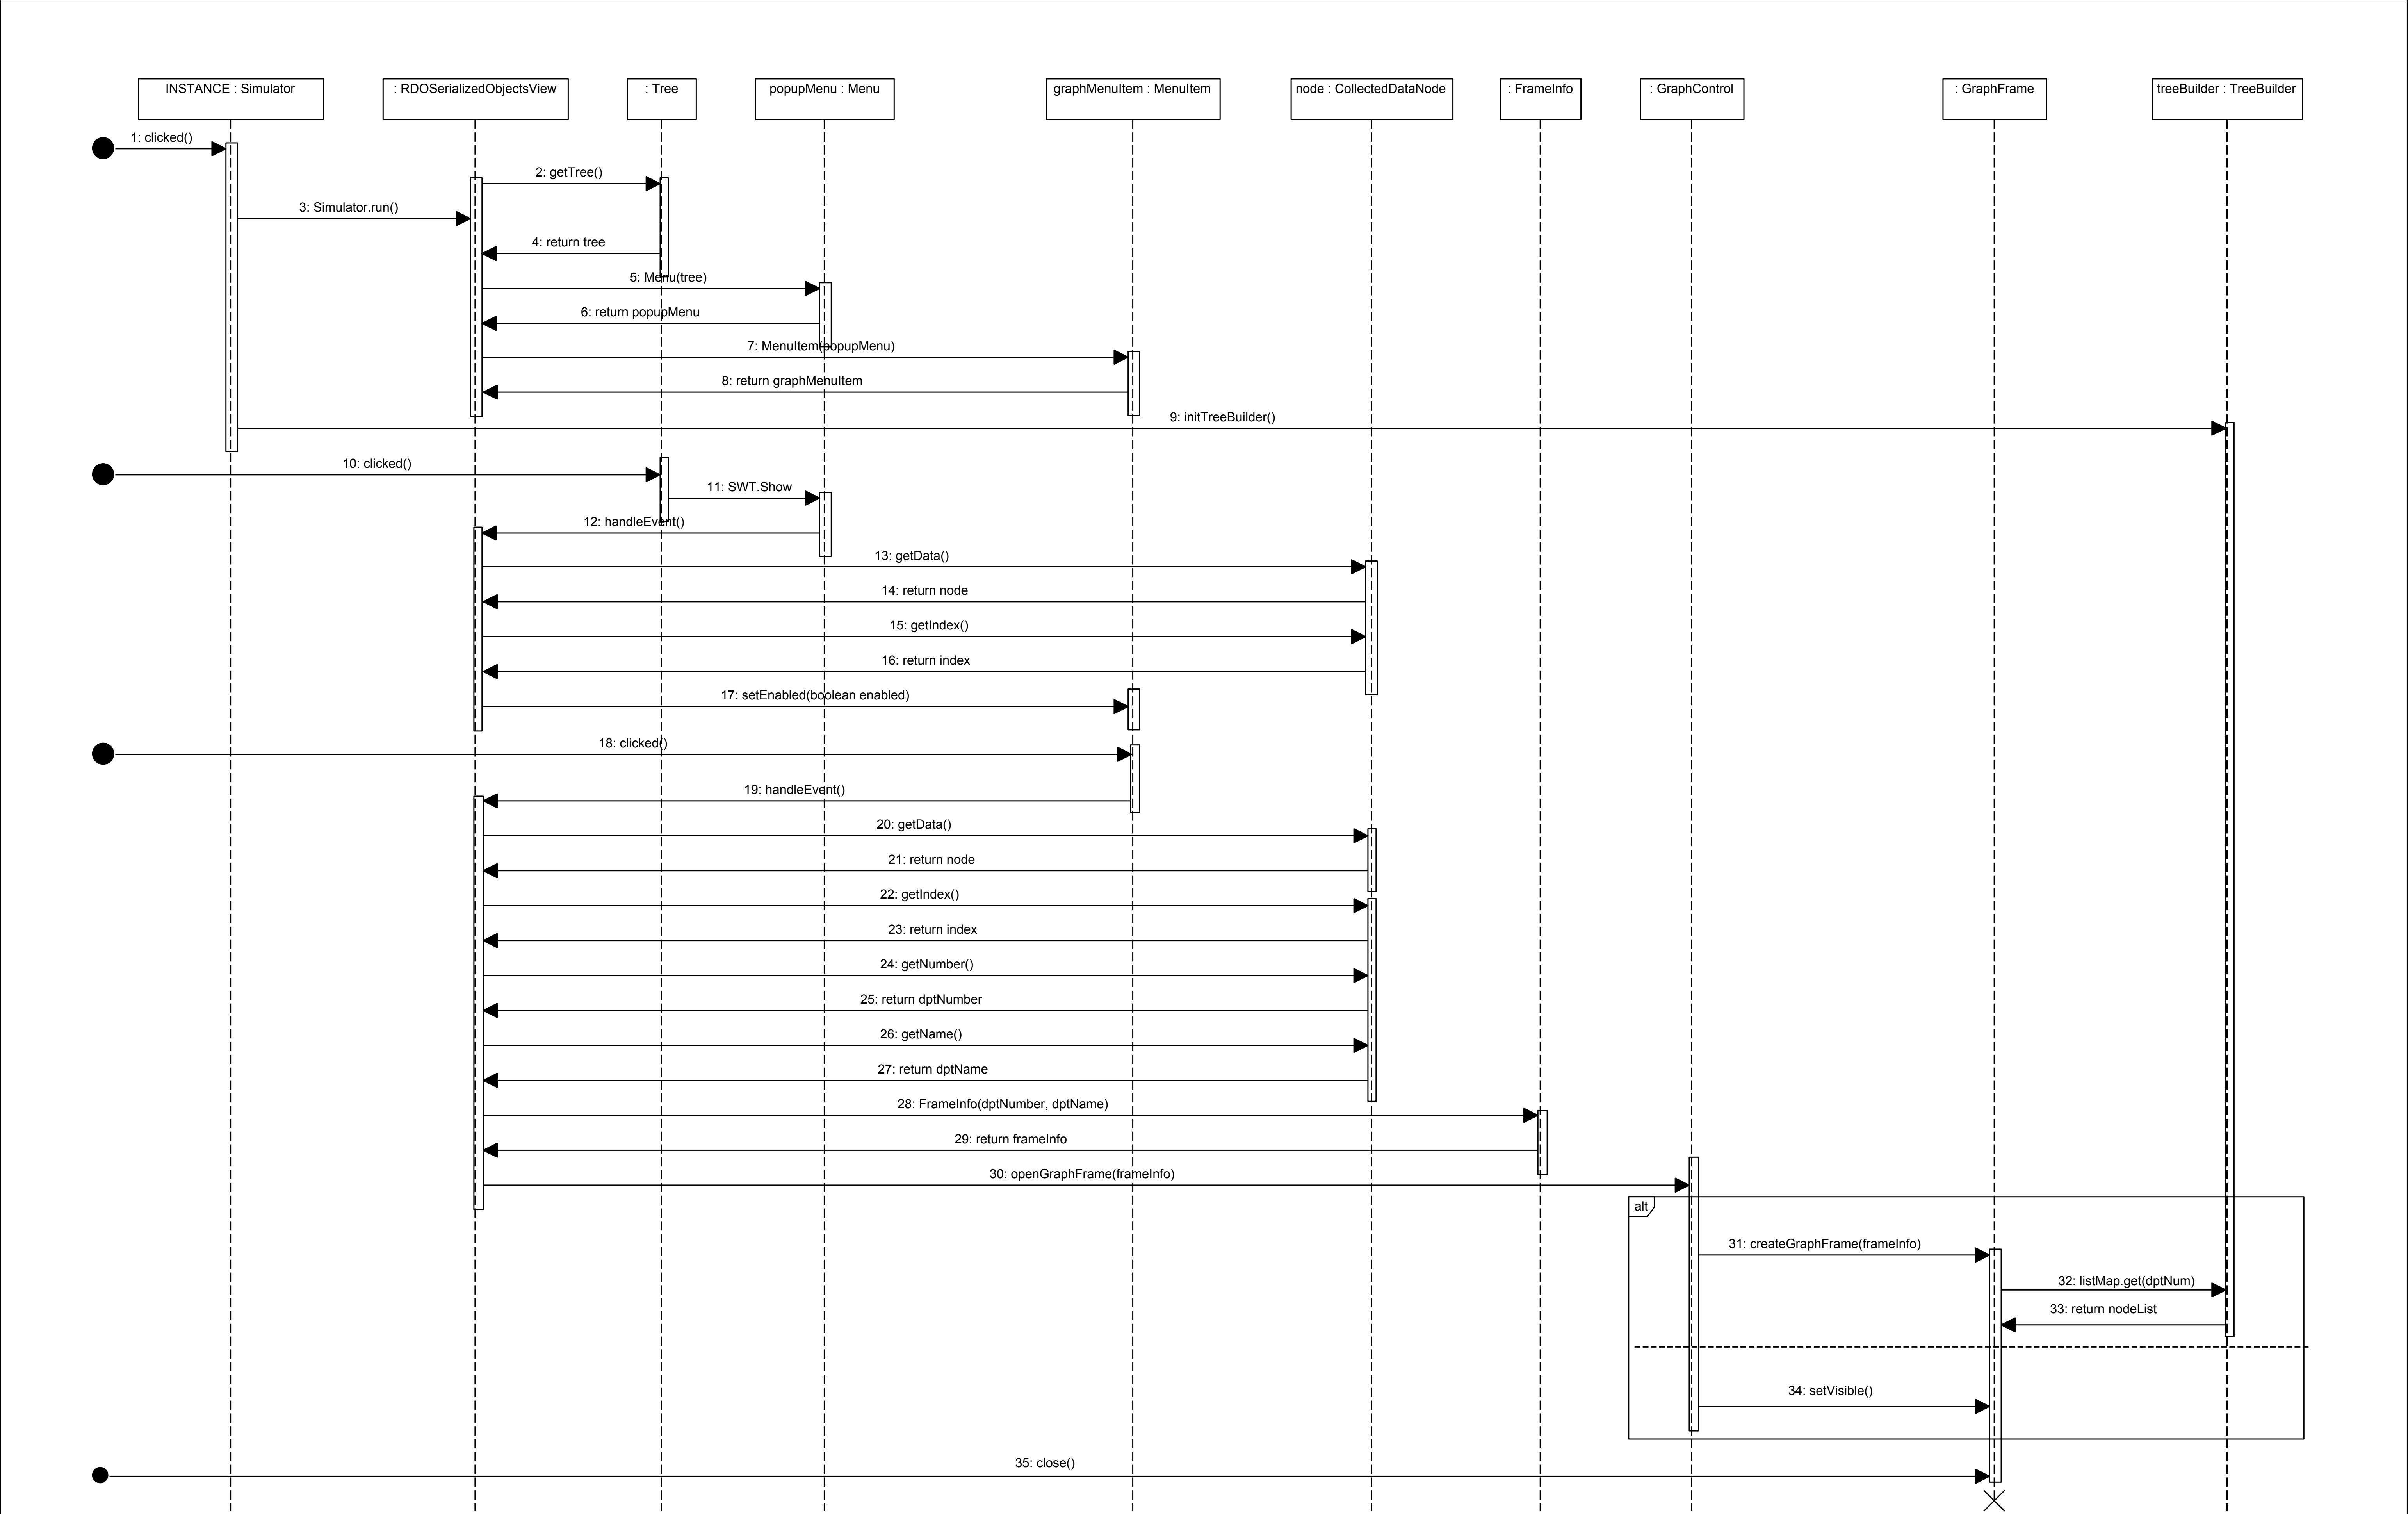 INSTANCE : Simulator
: RDOSerializedObjectsView
: Tree
popupMenu : Menu
graphMenuItem : MenuItem
node : CollectedDataNode
: FrameInfo
: GraphControl
: GraphFrame
treeBuilder : TreeBuilder
1: clicked()
2: getTree()
3: Simulator.run()
4: return tree
5: Menu(tree)
6: return popupMenu
7: MenuItem(popupMenu)
8: return graphMenuItem
9: initTreeBuilder()
10: clicked()
11: SWT.Show
12: handleEvent()
13: getData()
14: return node
15: getIndex()
16: return index
17: setEnabled(boolean enabled)
18: clicked()
19: handleEvent()
20: getData()
21: return node
22: getIndex()
23: return index
24: getNumber()
25: return dptNumber
26: getName()
27: return dptName
28: FrameInfo(dptNumber, dptName)
29: return frameInfo
30: openGraphFrame(frameInfo)
alt
31: createGraphFrame(frameInfo)
32: listMap.get(dptNum)
33: return nodeList
34: setVisible()
35: close()